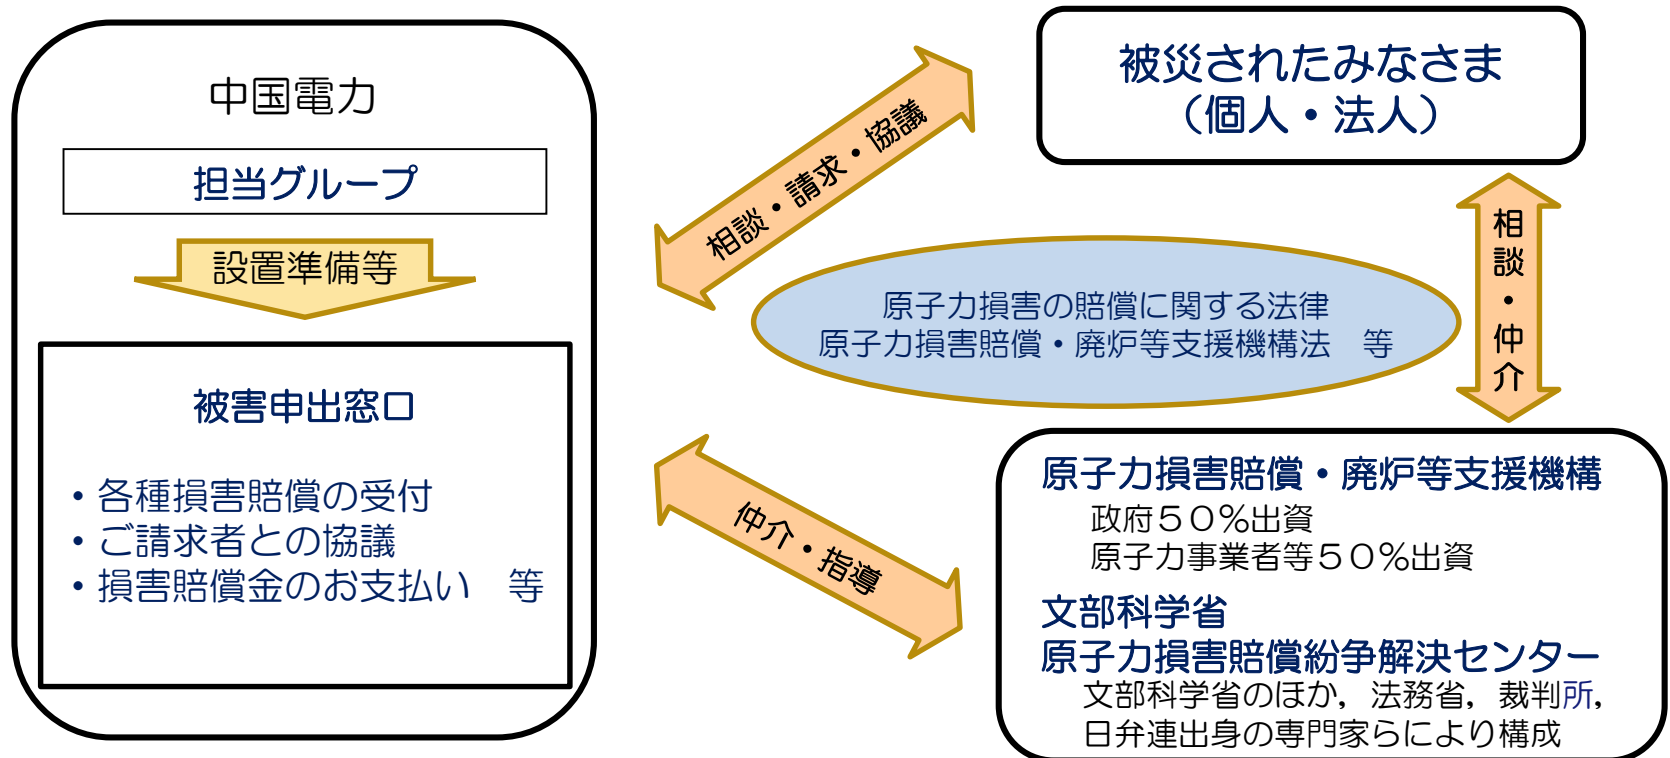 中国電力
担当グループ
設置準備等
被害申出窓口
・各種損害賠償の受付
・ご請求者との協議
・損害賠償金のお支払い　等
相談・請求・協議
被災されたみなさま
（個人・法人）
原子力損害の賠償に関する法律
原子力損害賠償・廃炉等支援機構法　等
相談・仲介
仲介・指導
原子力損害賠償・廃炉等支援機構
政府５０％出資
原子力事業者等５０％出資
文部科学省
原子力損害賠償紛争解決センター
文部科学省のほか，法務省，裁判所，
日弁連出身の専門家らにより構成